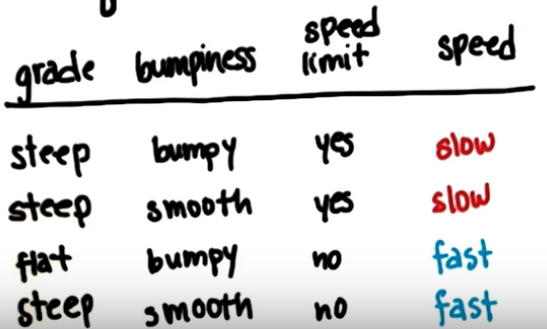 grade bumpiness speed limit speed
steep bumpy yes slow
steep smooth yes slow
flat bumpy no fast
steep smooth no fast